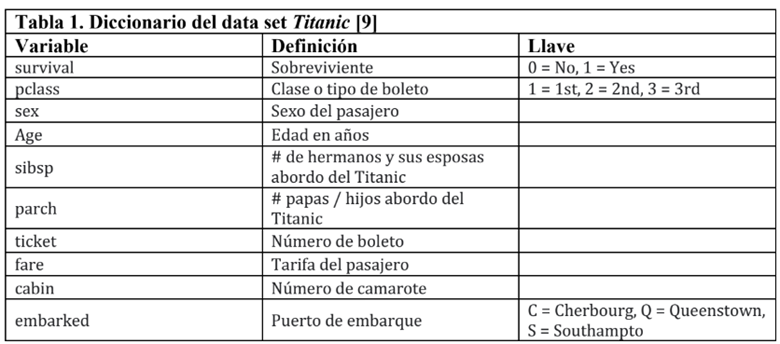 Tabla 1. Diccionario del data set Titanic [9]
Variable Definición Llave
survival Sobreviviente 0 = No, 1 = Yes
pclass Clase o tipo de boleto 1 = 1st, 2 = 2nd, 3 = 3rd
sex Sexo del pasajero
Age Edad en años
sibsp # de hermanos y sus esposas
abordo del Titanic
parch # papas / hijos abordo del
Titanic
ticket Número de boleto
fare Tarifa del pasajero
cabin Número de camarote
embarked Puerto de embarque C = Cherbourg, Q = Queenstown,
S = Southampto